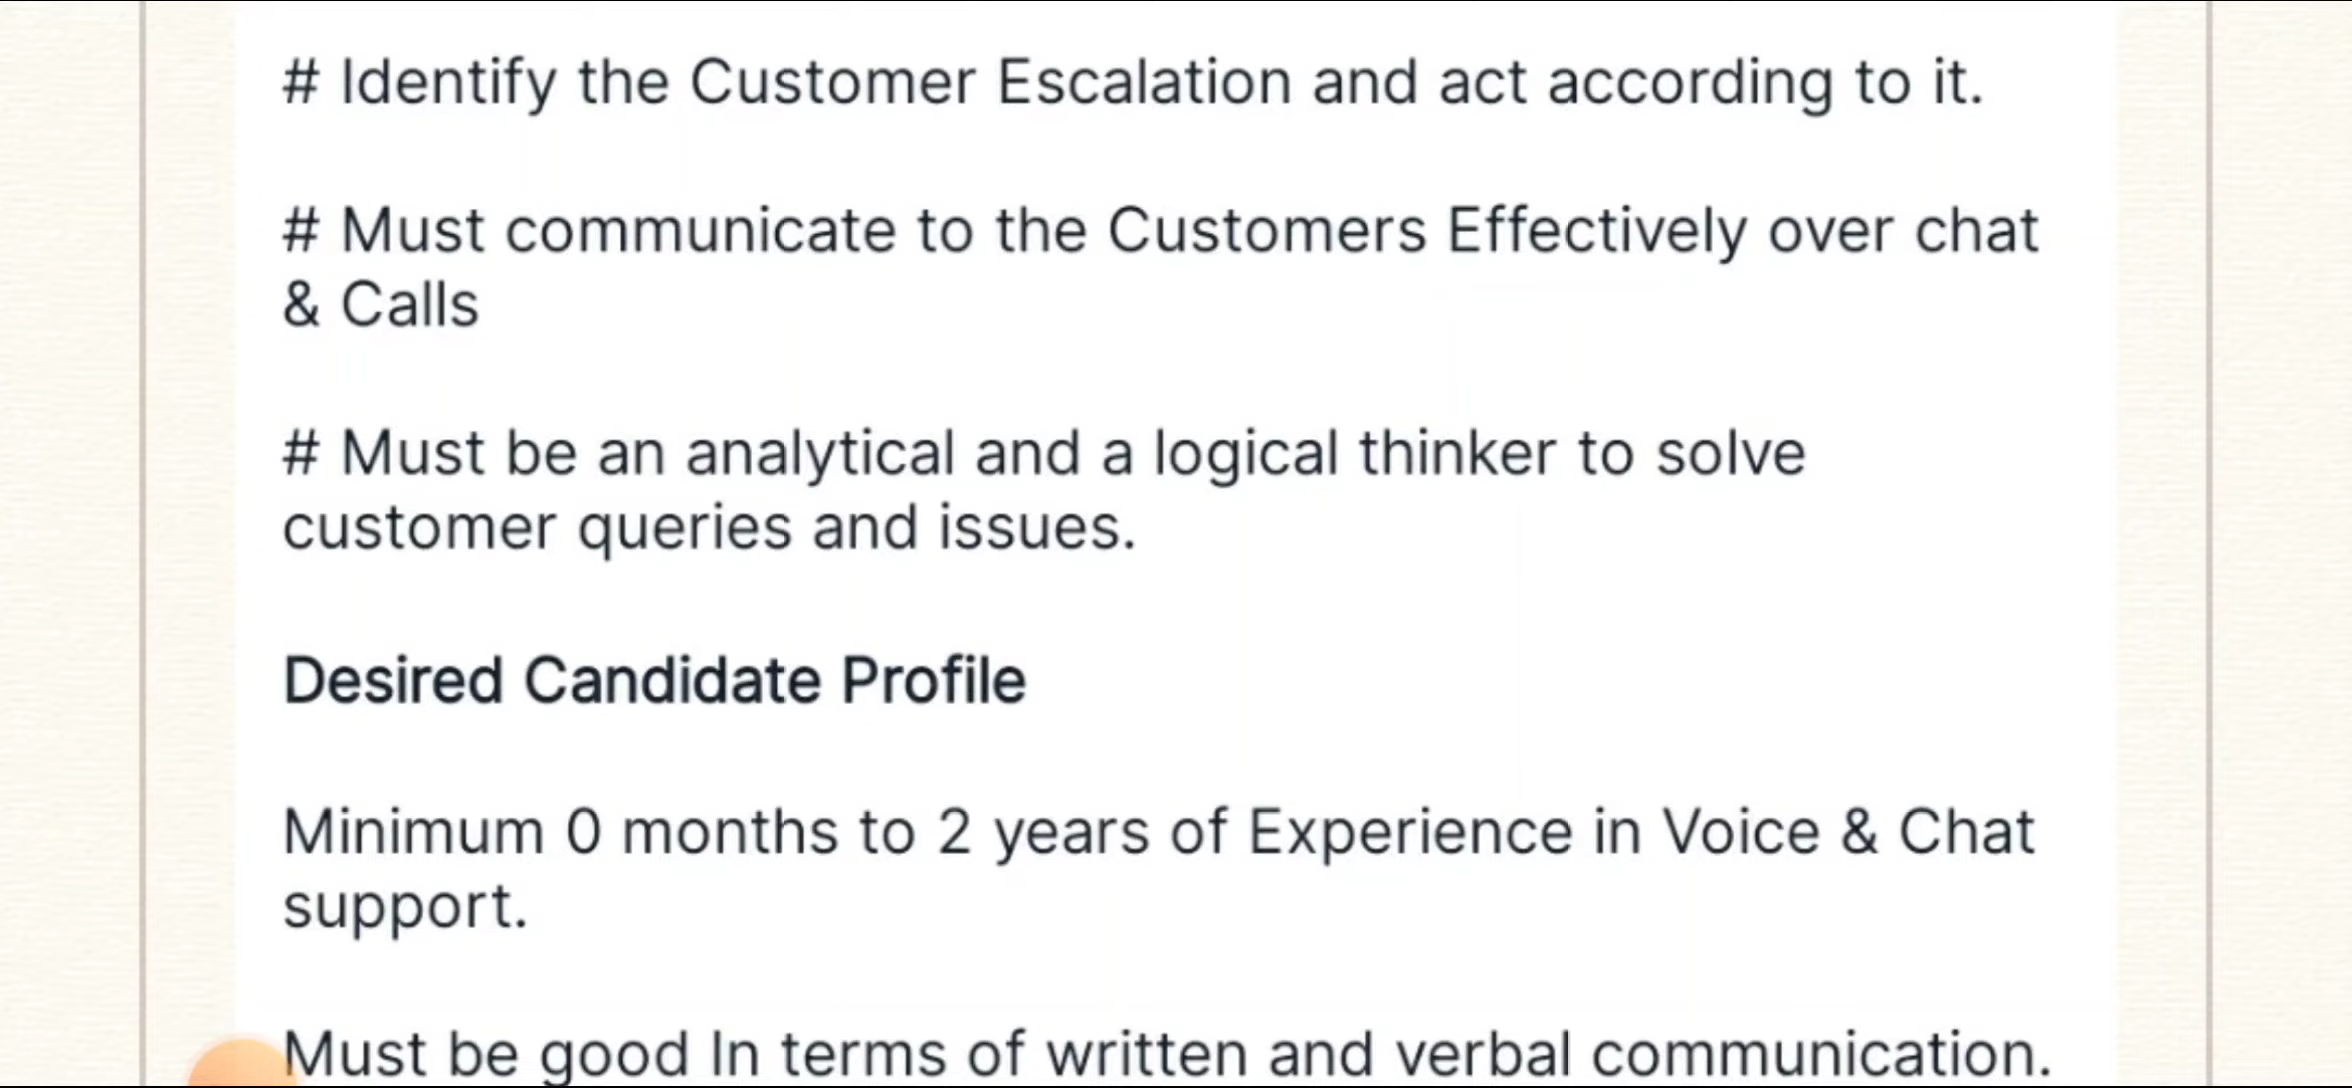 # Identify the Customer Escalation and act according to it.
# Must communicate to the Customers Effectively over chat
& Calls
# Must be an analytical and a logical thinker to solve
customer queries and issues.
Desired Candidate Profile
Minimum 0 months to 2 years of Experience in Voice & Chat
support.
Must be good In terms of written and verbal communication.